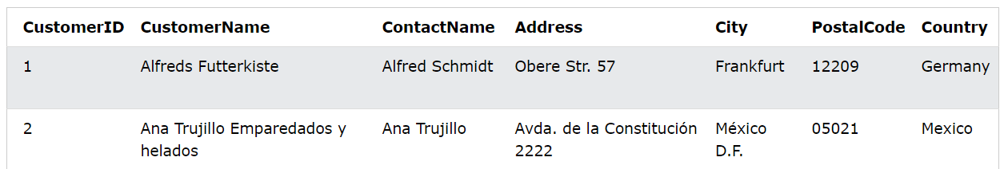 CustomerID CustomerName ContactName Address City PostalCode Country
1 Alfreds Futterkiste Alfred Schmidt Obere Str. 57 Frankfurt 12209 Germany
2 Ana Trujillo Emparedados y Ana Trujillo Avda. de la Constitución México 05021 Mexico
helados 2222 D.F.